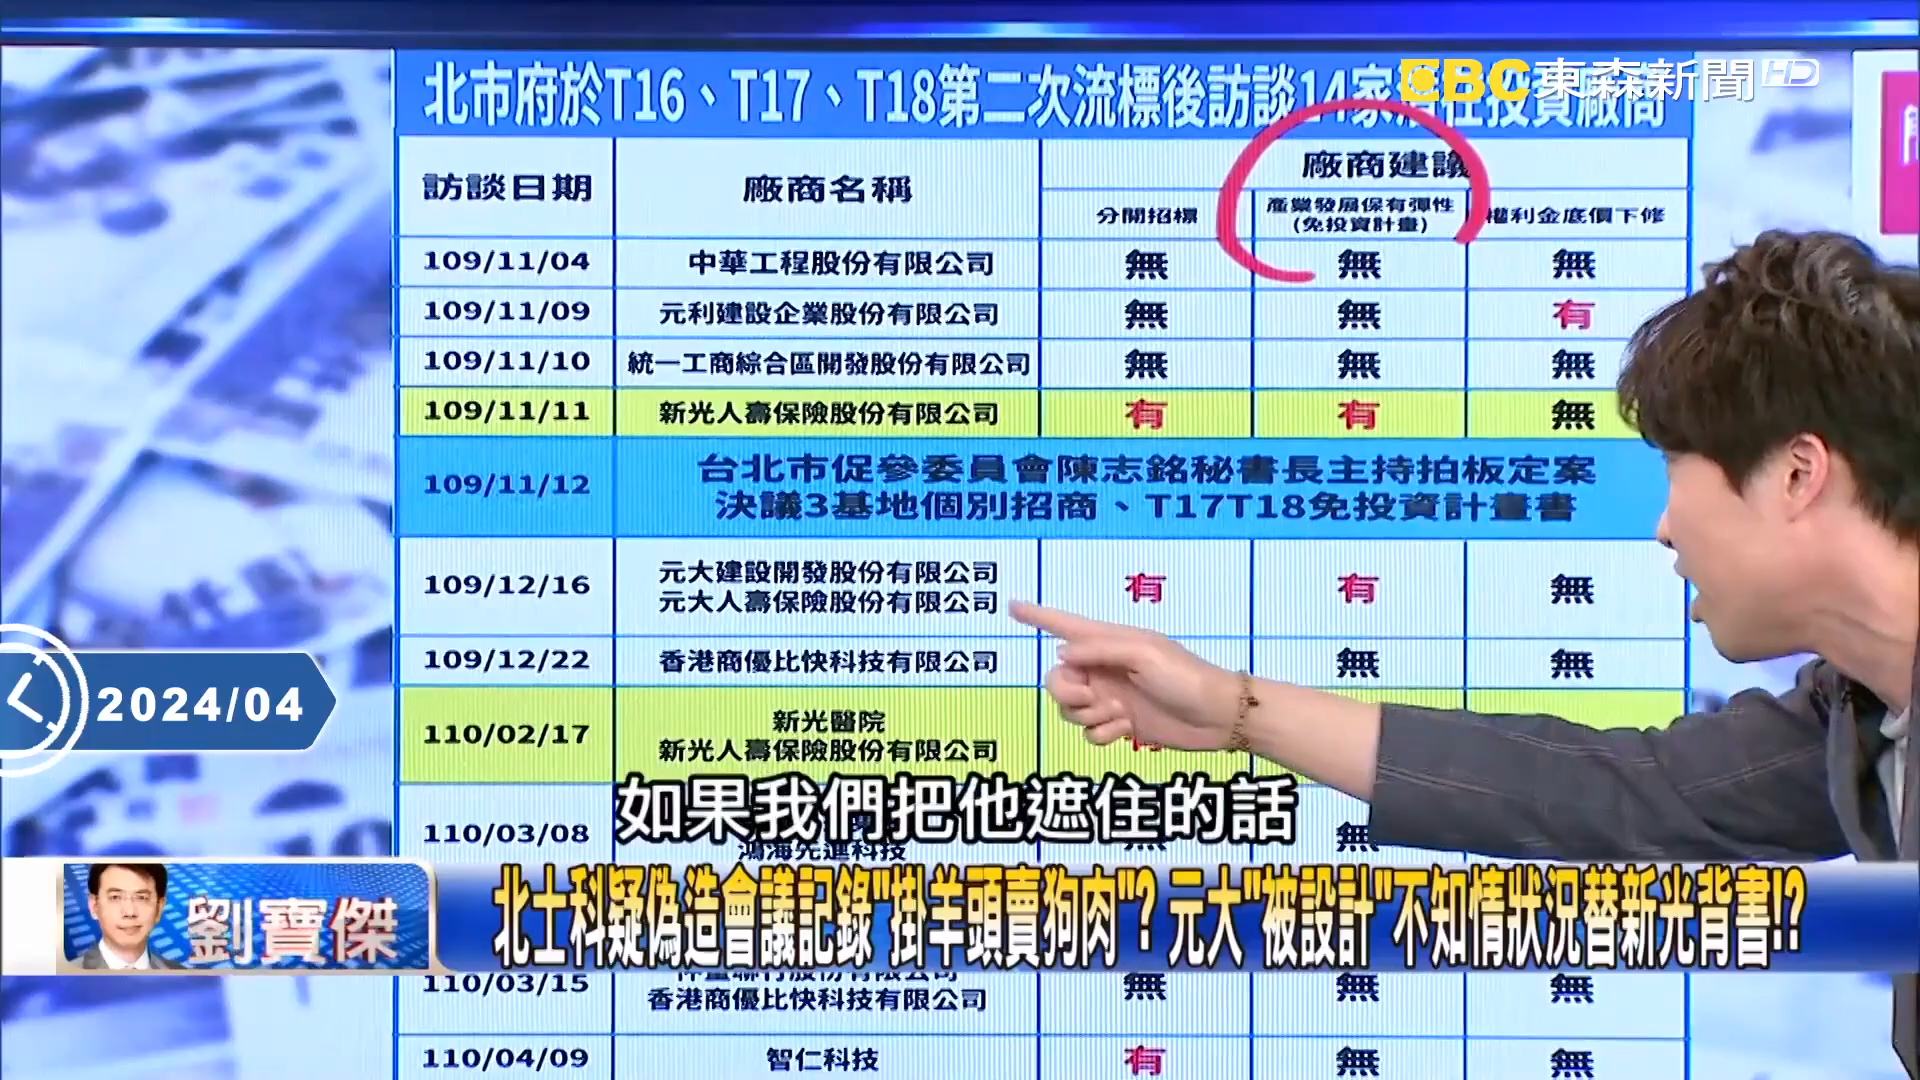 EBC 東森新聞 HD
北市府於T16、T17、T18第二次流標後訪談14家潛在投資廠商
訪談日期 廠商名稱 廠商建議
分開招標 產業發展保有彈性 (免投資計畫) 權利金底價下修
109/11/04 中華工程股份有限公司 無 無 無
109/11/09 元利建設企業股份有限公司 無 無 有
109/11/10 統一工商綜合區開發股份有限公司 無 無 無
109/11/11 新光人壽保險股份有限公司 有 有 無
109/11/12 台北市促參委員會陳志銘秘書長主持拍板定案
決議3基地個別招商、T17T18免投資計畫書
109/12/16 元大建設開發股份有限公司 有 有 無
元大人壽保險股份有限公司
109/12/22 香港商優比快科技有限公司 無 無
2024/04
110/02/17 新光醫院
新光人壽保險股份有限公司 有
如果我們把他遮住的話
110/03/08 鴻海先進科技 無
劉寶傑
北士科疑偽造會議記錄"掛羊頭賣狗肉"? 元大"被設計"不知情狀況替新光背書!?
110/03/15 無 無 無
香港商優比快科技有限公司
110/04/09 智仁科技 有 無 無